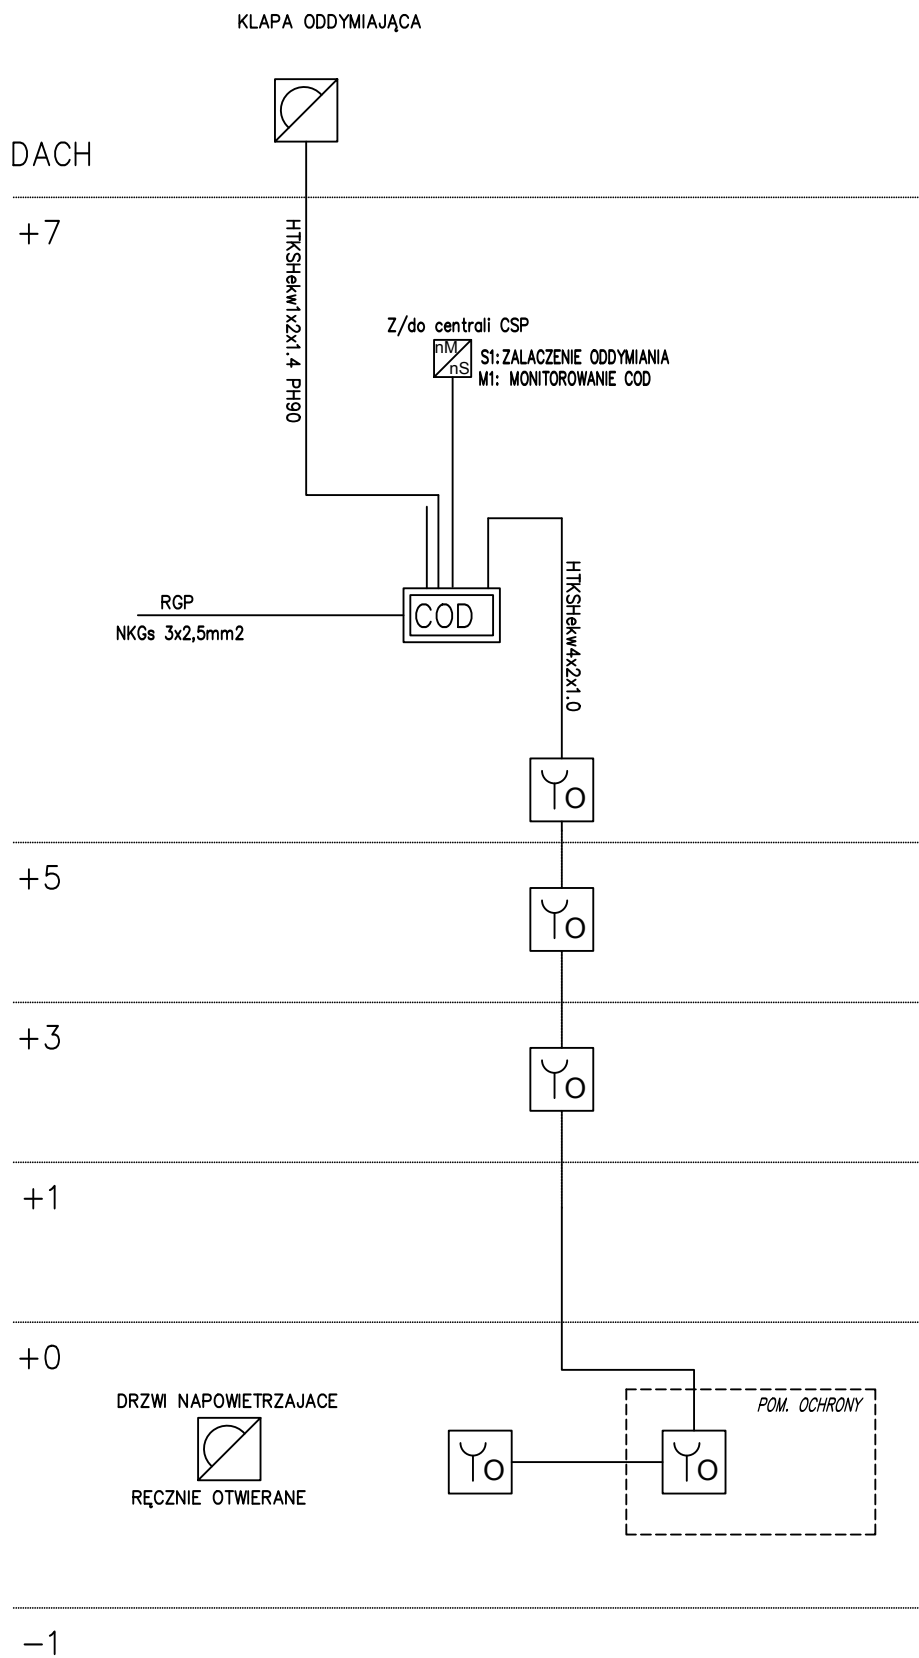 KLAPA ODDYMIAJĄCA
DACH
+7
HTKSHekw1x2x1.4 PH90
Z/do centrali CSP
nM
nS
S1: ZALACZENIE ODDYMIANIA
M1: MONITOROWANIE COD
RGP
NKGs 3x2,5mm2
COD
HTKSHekw4x2x1.0
O
+5
O
+3
O
+1
+0
DRZWI NAPOWIETRZAJACE
RĘCZNIE OTWIERANE
POM. OCHRONY
O
O
-1